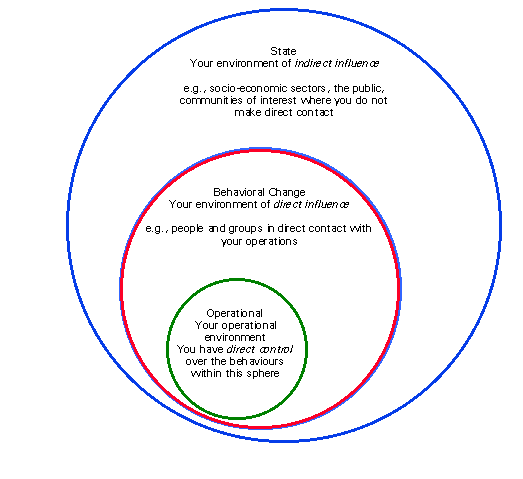 State
Your environment of indirect influence
e.g., socio-economic sectors, the public,
communities of interest where you do not
make direct contact
Behavioral Change
Your environment of direct influence
e.g., people and groups in direct contact with
your operations
Operational
Your operational
environment
You have direct control
over the behaviours
within this sphere